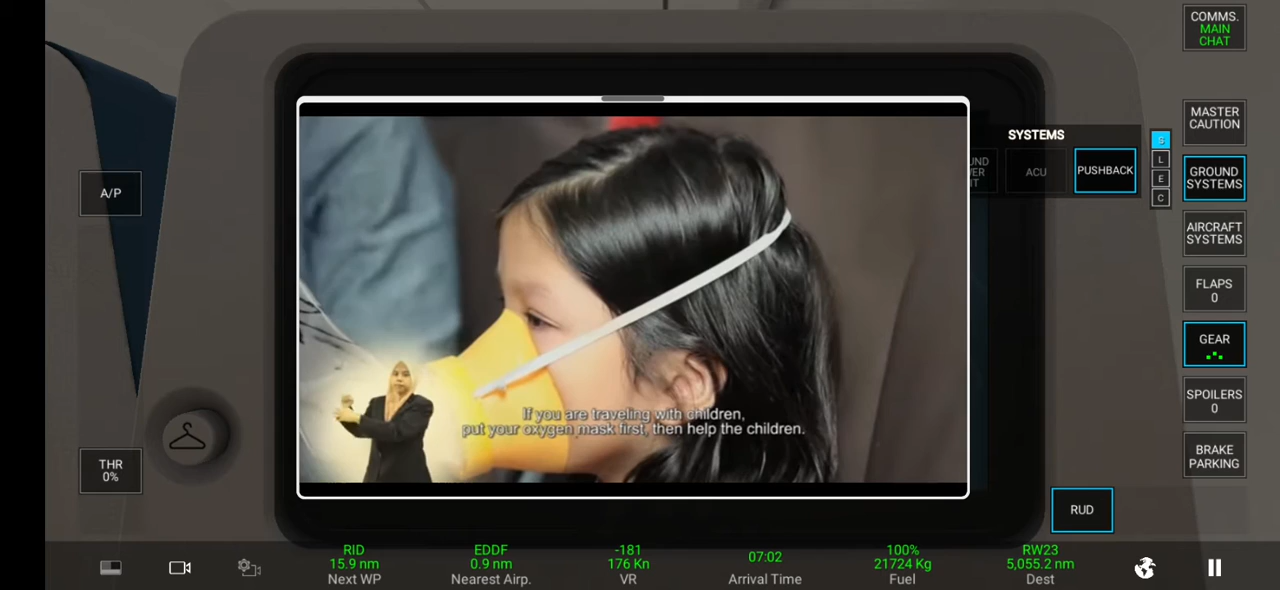 COMMS.
MAIN
CHAT
SYSTEMS
MASTER
CAUTION
UND
VER
IT
ACU
PUSHBACK
S
L
E
C
GROUND
SYSTEMS
A/P
AIRCRAFT
SYSTEMS
FLAPS
0
GEAR
SPOILERS
0
If you are traveling with children,
put your oxygen mask first, then help the children.
BRAKE
PARKING
THR
0%
RUD
RID
15.9 nm
Next WP
EDDF
0.9 nm
Nearest Airp.
-181
176 Kn
VR
07:02
Arrival Time
100%
21724 Kg
Fuel
RW23
5,055.2 nm
Dest